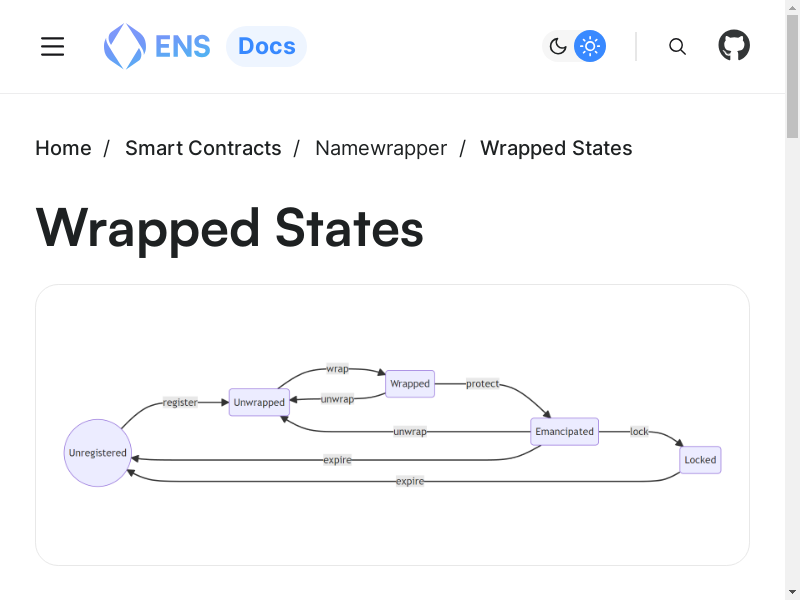 ENS Docs
Home / Smart Contracts / Namewrapper / Wrapped States
Wrapped States
wrap
Wrapped
protect
register
Unwrapped
unwrap
unwrap
Emancipated
lock
Unregistered
expire
Locked
expire